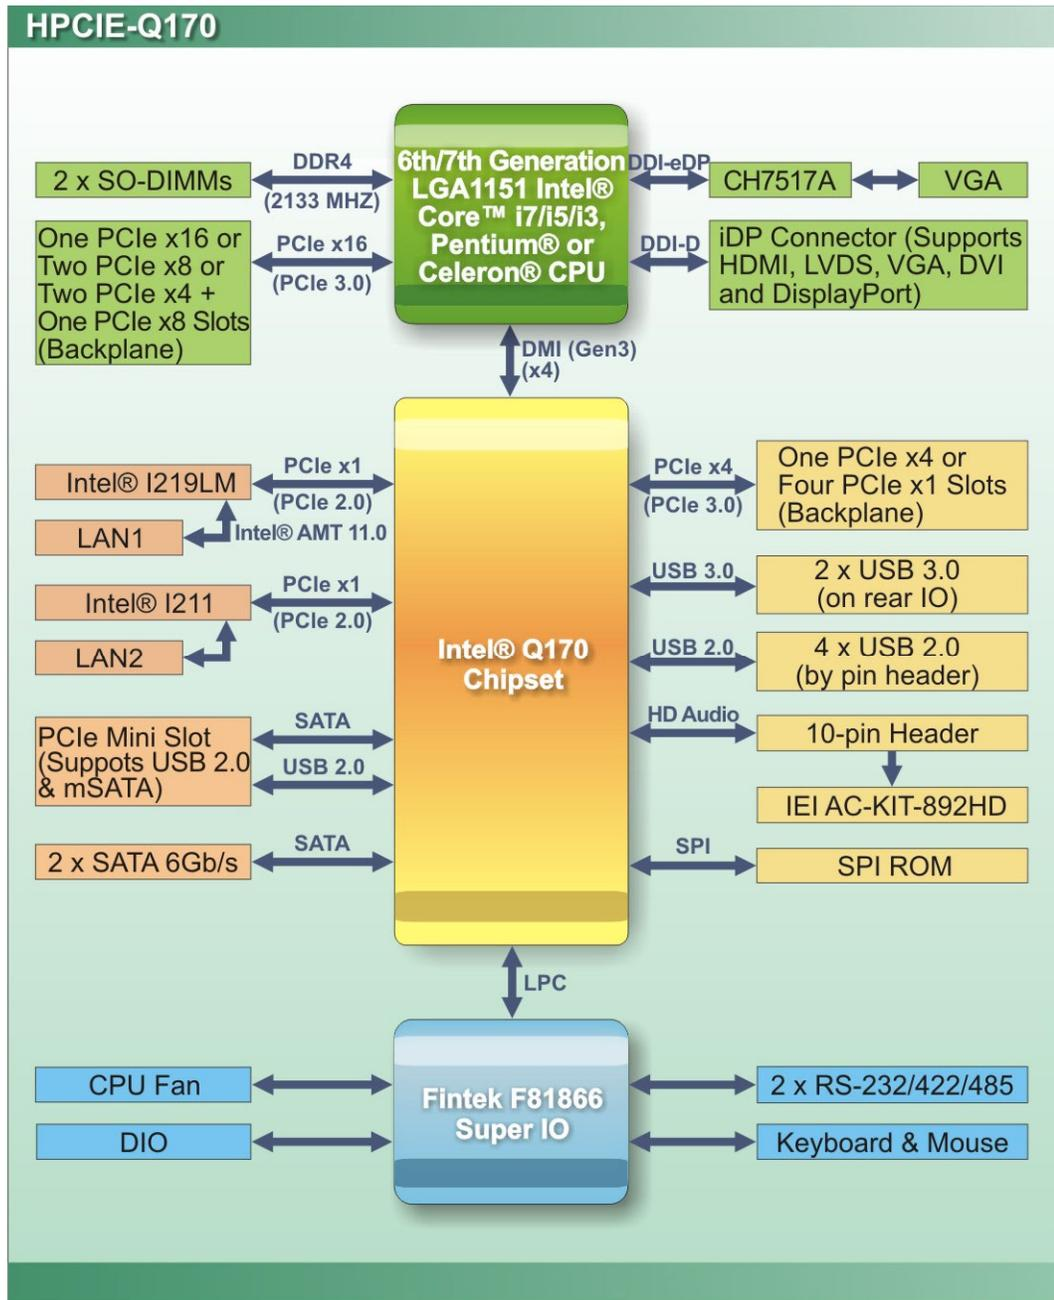 HPCIE-Q170
2 x SO-DIMMs
DDR4
(2133 MHZ)
6th/7th Generation
LGA1151 Intel®
Core™ i7/i5/i3,
Pentium® or
Celeron® CPU
DDI-eDP
CH7517A
VGA
One PCIe x16 or
Two PCIe x8 or
Two PCIe x4 +
One PCIe x8 Slots
(Backplane)
PCIe x16
(PCIe 3.0)
DDI-D
iDP Connector (Supports
HDMI, LVDS, VGA, DVI
and DisplayPort)
DMI (Gen3)
(x4)
Intel® I219LM
PCIe x1
(PCIe 2.0)
LAN1
Intel® AMT 11.0
Intel® I211
PCIe x1
(PCIe 2.0)
LAN2
PCIe Mini Slot
(Suppots USB 2.0
& mSATA)
SATA
USB 2.0
2 x SATA 6Gb/s
SATA
Intel® Q170
Chipset
PCIe x4
(PCIe 3.0)
One PCIe x4 or
Four PCIe x1 Slots
(Backplane)
USB 3.0
2 x USB 3.0
(on rear IO)
USB 2.0
4 x USB 2.0
(by pin header)
HD Audio
10-pin Header
IEI AC-KIT-892HD
SPI
SPI ROM
LPC
CPU Fan
DIO
Fintek F81866
Super IO
2 x RS-232/422/485
Keyboard & Mouse